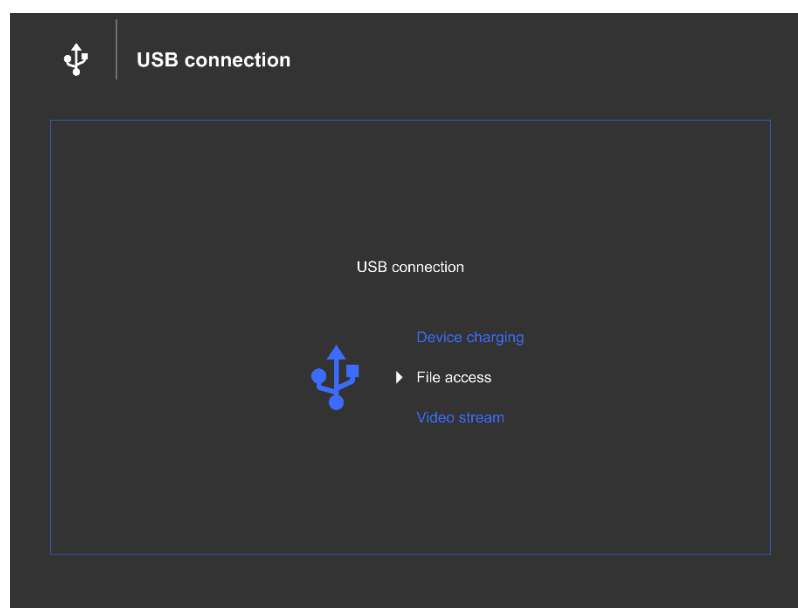 USB connection
USB connection
Device charging
File access
Video stream